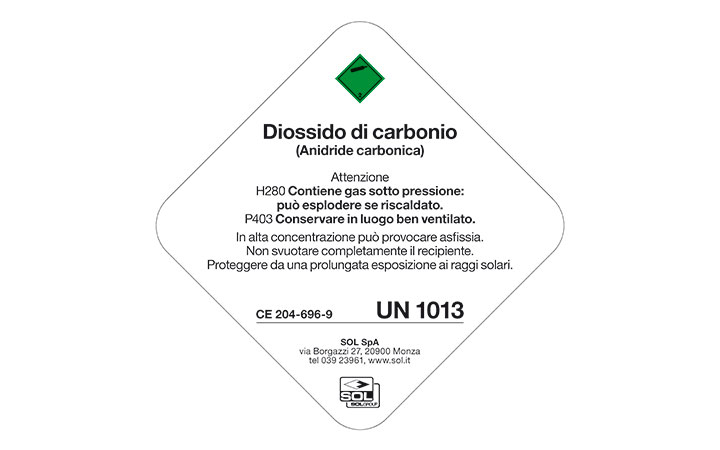 2
Diossido di carbonio
(Anidride carbonica)
Attenzione
H280 Contiene gas sotto pressione:
può esplodere se riscaldato.
P403 Conservare in luogo ben ventilato.
In alta concentrazione può provocare asfissia.
Non svuotare completamente il recipiente.
Proteggere da una prolungata esposizione ai raggi solari.
CE 204-696-9 UN 1013
SOL SpA
via Borgazzi 27, 20900 Monza
tel 039 23961, www.sol.it
SOL
SOLGROUP